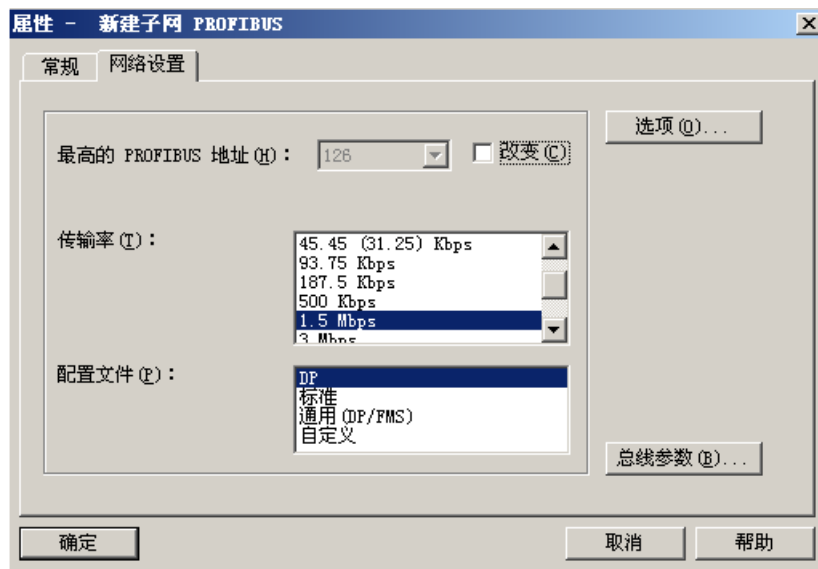 属性 - 新建子网 PROFIBUS
常规 网络设置
选项(O)...
最高的 PROFIBUS 地址(H): 126 改变(C)
传输率(T):
45.45 (31.25) Kbps
93.75 Kbps
187.5 Kbps
500 Kbps
1.5 Mbps
3 Mbps
配置文件(P):
DP
标准
通用(DP/FMS)
自定义
总线参数(B)...
确定 取消 帮助